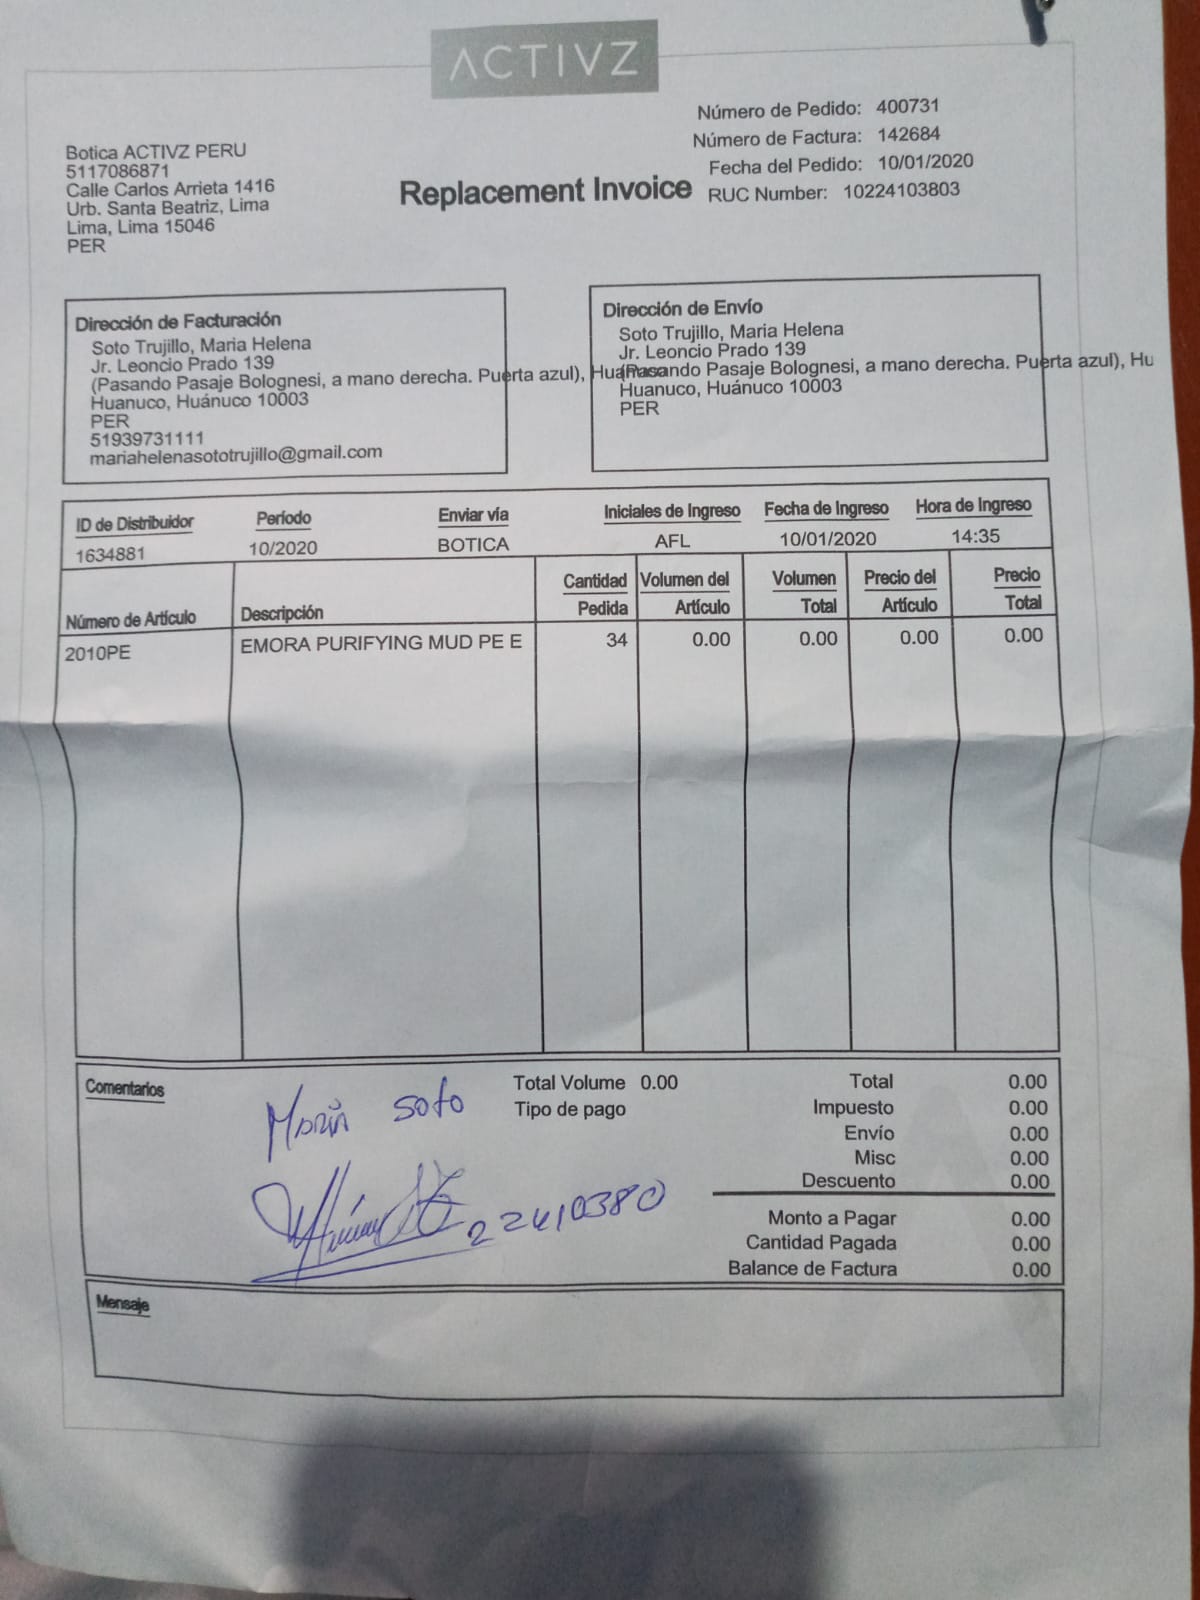 ACTIVZ
Número de Pedido: 400731
Número de Factura: 142684
Fecha del Pedido: 10/01/2020
RUC Number: 10224103803
Botica ACTIVZ PERU
5117086871
Calle Carlos Arrieta 1416
Urb. Santa Beatriz, Lima
Lima, Lima 15046
PER
Replacement Invoice
Dirección de Facturación
Soto Trujillo, Maria Helena
Jr. Leoncio Prado 139
(Pasando Pasaje Bolognesi, a mano derecha. Puerta azul), Huánuco
Huanuco, Huánuco 10003
PER
51939731111
mariahelenasototrujillo@gmail.com
Dirección de Envío
Soto Trujillo, Maria Helena
Jr. Leoncio Prado 139
(Pasando Pasaje Bolognesi, a mano derecha. Puerta azul), Hu
Huanuco, Huánuco 10003
PER
ID de Distribuidor Período Enviar vía Iniciales de Ingreso Fecha de Ingreso Hora de Ingreso
1634881 10/2020 BOTICA AFL 10/01/2020 14:35
Número de Artículo Descripción Cantidad Pedida Volumen del Artículo Volumen Total Precio del Artículo Precio Total
2010PE EMORA PURIFYING MUD PE E 34 0.00 0.00 0.00 0.00
Comentarios
Maria Soto
22410380
Total Volume 0.00
Tipo de pago
Total 0.00
Impuesto 0.00
Envío 0.00
Misc 0.00
Descuento 0.00
Monto a Pagar 0.00
Cantidad Pagada 0.00
Balance de Factura 0.00
Mensaje